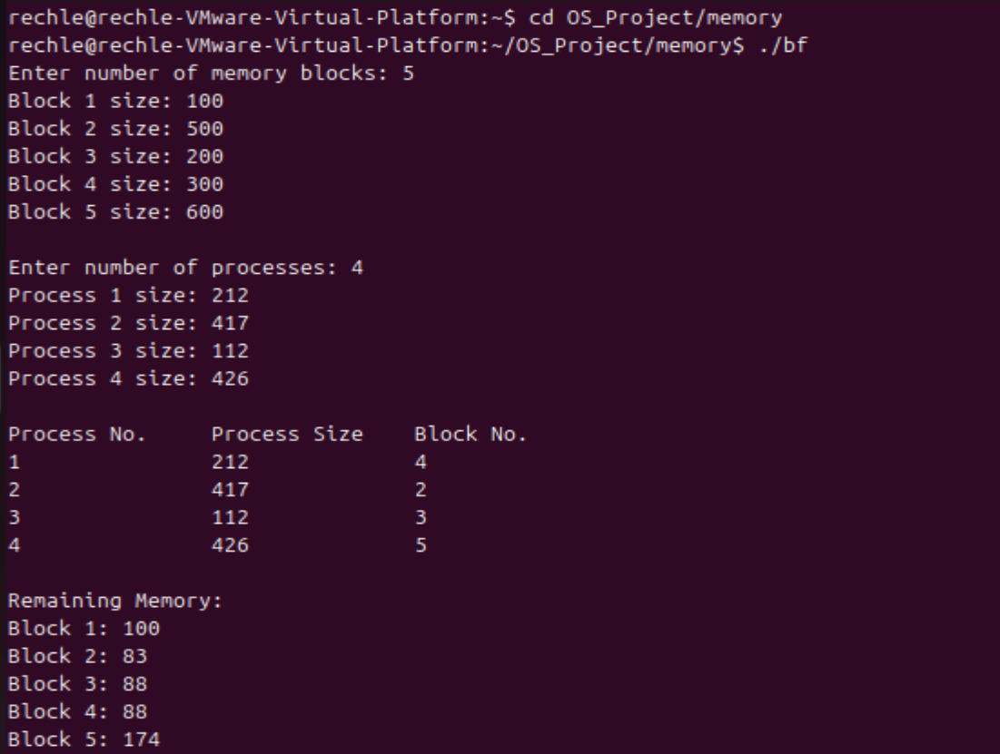 rechle@rechle-VMware-Virtual-Platform:~$ cd OS_Project/memory
rechle@rechle-VMware-Virtual-Platform:~/OS_Project/memory$ ./bf
Enter number of memory blocks: 5
Block 1 size: 100
Block 2 size: 500
Block 3 size: 200
Block 4 size: 300
Block 5 size: 600

Enter number of processes: 4
Process 1 size: 212
Process 2 size: 417
Process 3 size: 112
Process 4 size: 426

Process No.     Process Size    Block No.
1               212             4
2               417             2
3               112             3
4               426             5

Remaining Memory:
Block 1: 100
Block 2: 83
Block 3: 88
Block 4: 88
Block 5: 174